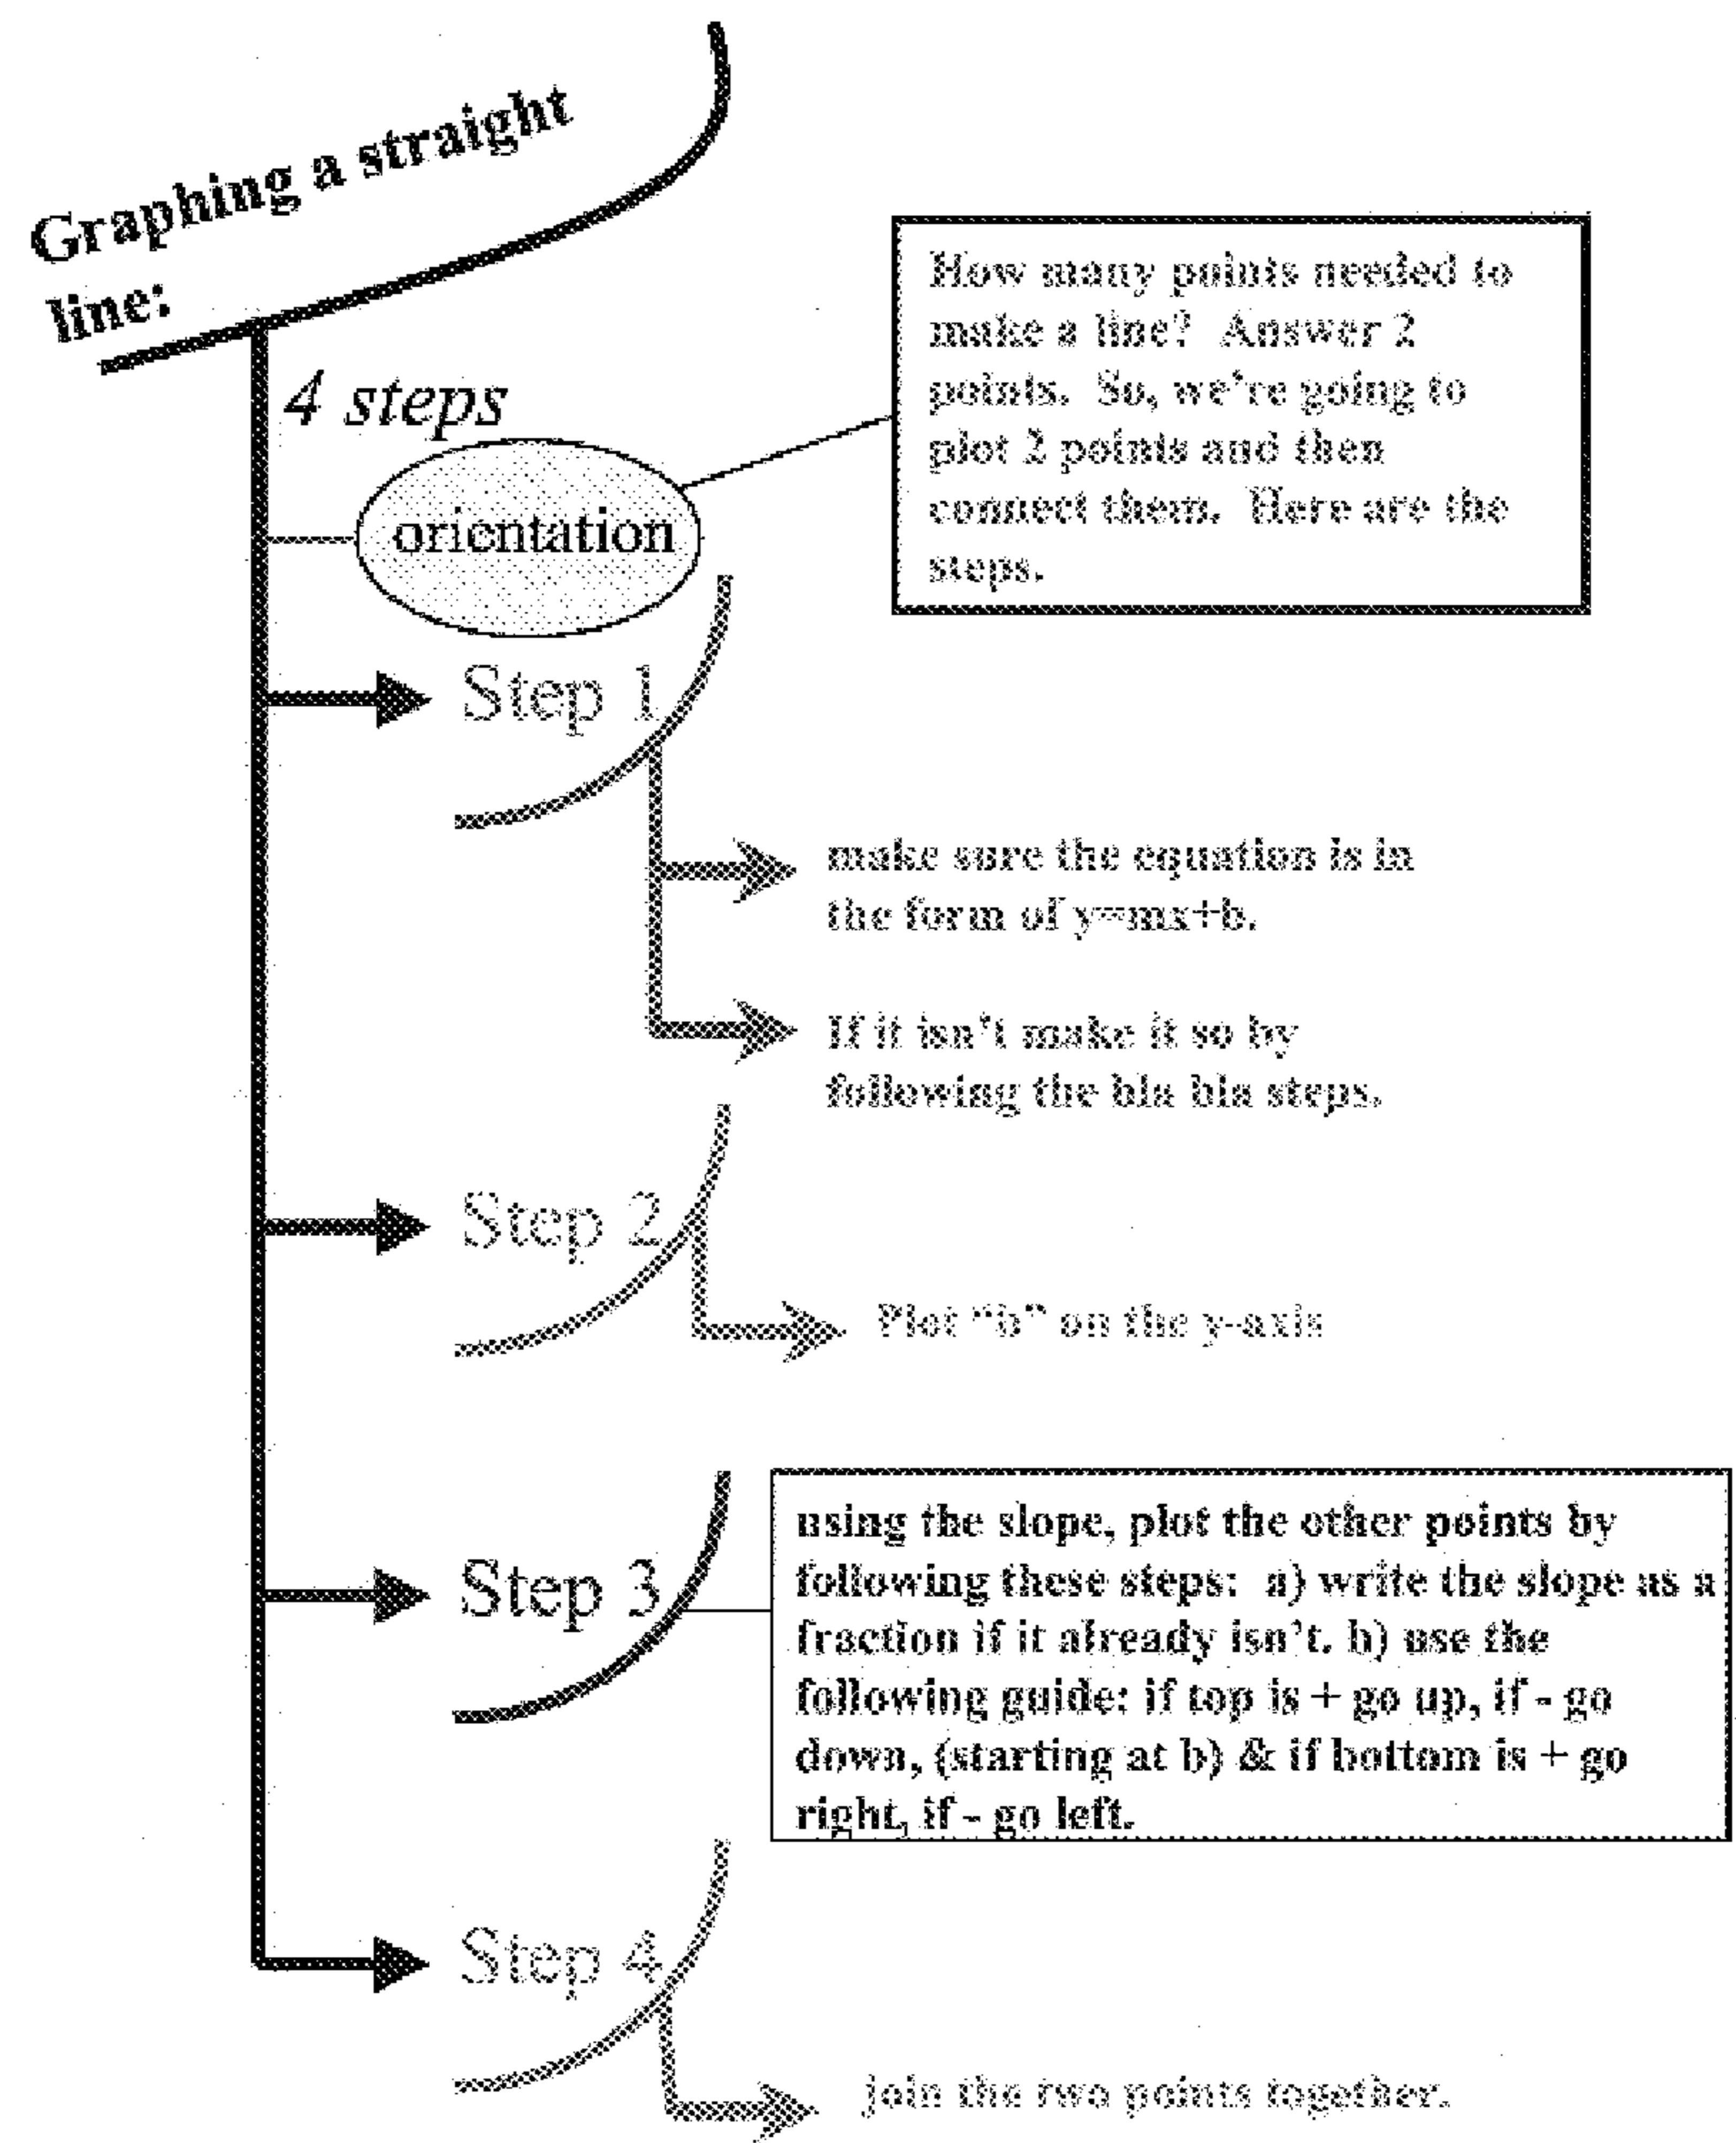 Graphing a straight
line:
4 steps
orientation
How many points needed to
make a line? Answer 2
points. So, we're going to
plot 2 points and then
connect them. Here are the
steps.
Step 1
make sure the equation is in
the form of y=mx+b.
If it isn't make it so by
following the bla bla steps.
Step 2
Plot “b” on the y-axis
Step 3
using the slope, plot the other points by
following these steps: a) write the slope as a
fraction if it already isn't. b) use the
following guide: if top is + go up, if - go
down, (starting at b) & if bottom is + go
right, if - go left.
Step 4
join the two points together.